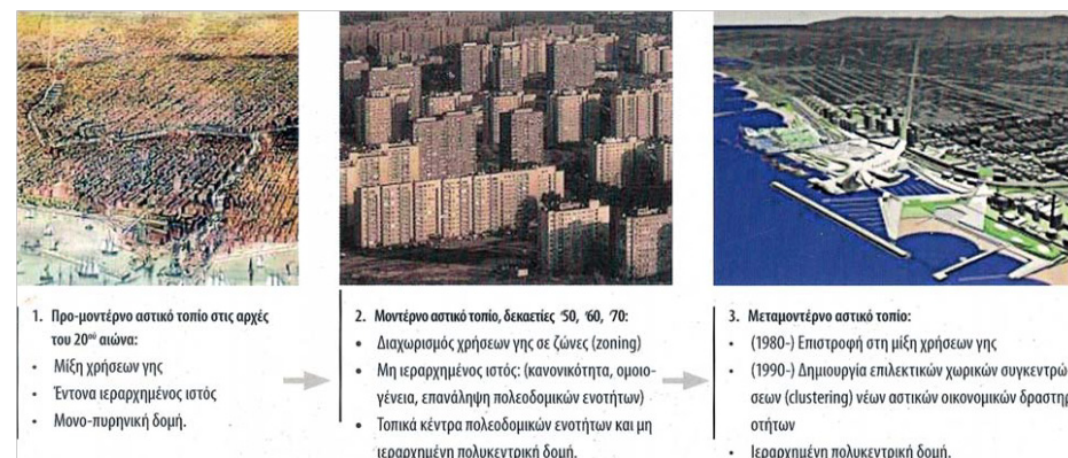 1. Προ-μοντέρνο αστικό τοπίο στις αρχές
του 20ού αιώνα:
• Μίξη χρήσεων γης
• Έντονα ιεραρχημένος ιστός
• Μονο-πυρηνική δομή.
2. Μοντέρνο αστικό τοπίο, δεκαετίες ‘50, ‘60, ‘70:
• Διαχωρισμός χρήσεων γης σε ζώνες (zoning)
• Μη ιεραρχημένος ιστός: (κανονικότητα, ομοιο-
γένεια, επανάληψη πολεοδομικών ενοτήτων)
• Τοπικά κέντρα πολεοδομικών ενοτήτων και μη
ιεραρχημένη πολυκεντρική δομή.
3. Μεταμοντέρνο αστικό τοπίο:
• (1980-) Επιστροφή στη μίξη χρήσεων γης
• (1990-) Δημιουργία επιλεκτικών χωρικών συγκεντρώ
σεων (clustering) νέων αστικών οικονομικών δραστηρ
οτήτων
• Ιεραρχημένη πολυκεντρική δομή.